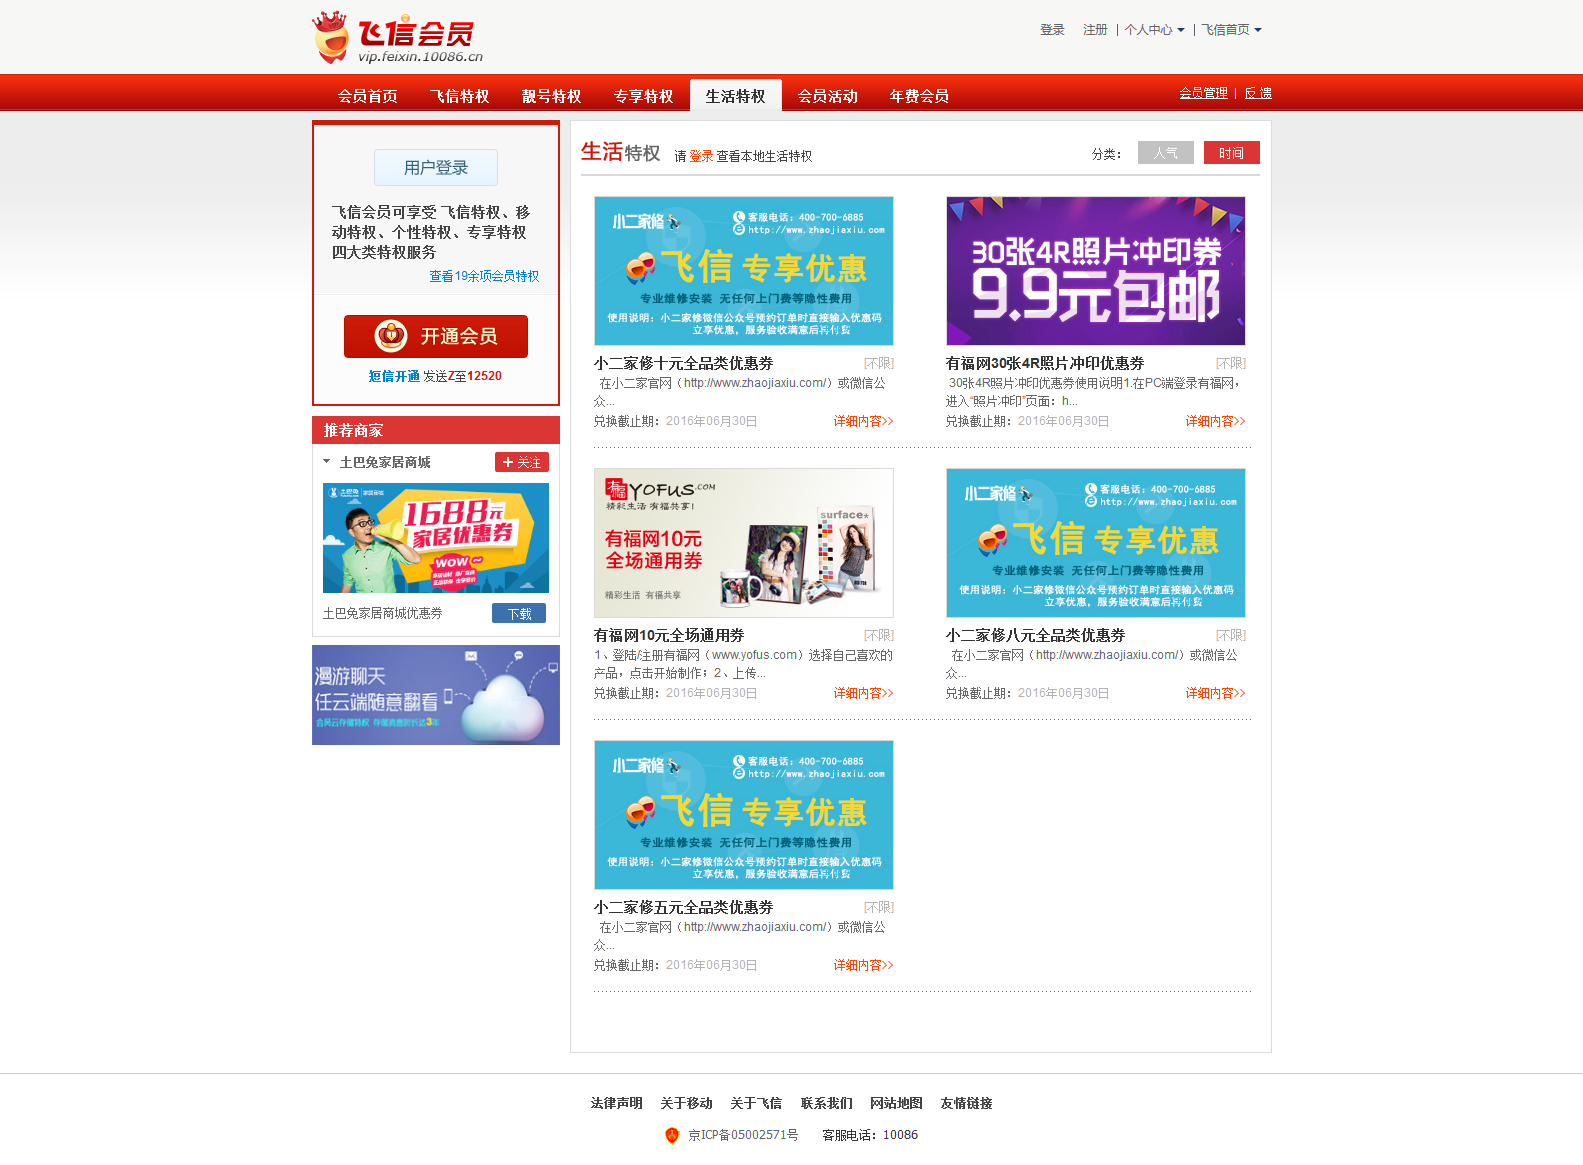 飞信会员
vip.feixin.10086.cn
登录 注册 | 个人中心 | 飞信首页
会员首页 飞信特权 靓号特权 专享特权 生活特权 会员活动 年费会员
会员管理 | 反 馈
用户登录
飞信会员可享受 飞信特权、移
动特权、个性特权、专享特权
四大类特权服务
查看19余项会员特权
开通会员
短信开通 发送Z至12520
推荐商家
土巴兔家居商城
+ 关注
土巴兔 家居商城
1688元
家居优惠券
WOW~
土巴兔家居商城优惠券
下载
漫游聊天
任云端随意翻看
会员云存储特权 存储消息时长达3年
生活特权 请 登录 查看本地生活特权
分类： 人气 时间
小二家修
客服电话：400-700-6885
http://www.zhaojiaxiu.com
飞信 专享优惠
专业维修安装 无任何上门费等隐性费用
使用说明：小二家修微信公众号预约订单时直接输入优惠码
立享优惠，服务验收满意后再付款
小二家修十元全品类优惠券 [不限]
在小二家官网（http://www.zhaojiaxiu.com/）或微信公
众...
兑换截止期：2016年06月30日 详细内容>>
30张4R照片冲印券
9.9元包邮
有福网30张4R照片冲印优惠券 [不限]
30张4R照片冲印优惠券使用说明1.在PC端登录有福网，
进入“照片冲印”页面：h...
兑换截止期：2016年06月30日 详细内容>>
有福 YOFUS.COM
精彩生活 有福共享!
有福网10元
全场通用券
精彩生活 有福共享
surface
有福网10元全场通用券 [不限]
1、登陆/注册有福网（www.yofus.com）选择自己喜欢的
产品，点击开始制作；2、上传...
兑换截止期：2016年06月30日 详细内容>>
小二家修
客服电话：400-700-6885
http://www.zhaojiaxiu.com
飞信 专享优惠
专业维修安装 无任何上门费等隐性费用
使用说明：小二家修微信公众号预约订单时直接输入优惠码
立享优惠，服务验收满意后再付款
小二家修八元全品类优惠券 [不限]
在小二家官网（http://www.zhaojiaxiu.com/）或微信公
众...
兑换截止期：2016年06月30日 详细内容>>
小二家修
客服电话：400-700-6885
http://www.zhaojiaxiu.com
飞信 专享优惠
专业维修安装 无任何上门费等隐性费用
使用说明：小二家修微信公众号预约订单时直接输入优惠码
立享优惠，服务验收满意后再付款
小二家修五元全品类优惠券 [不限]
在小二家官网（http://www.zhaojiaxiu.com/）或微信公
众...
兑换截止期：2016年06月30日 详细内容>>
法律声明 关于移动 关于飞信 联系我们 网站地图 友情链接
京ICP备05002571号 客服电话：10086